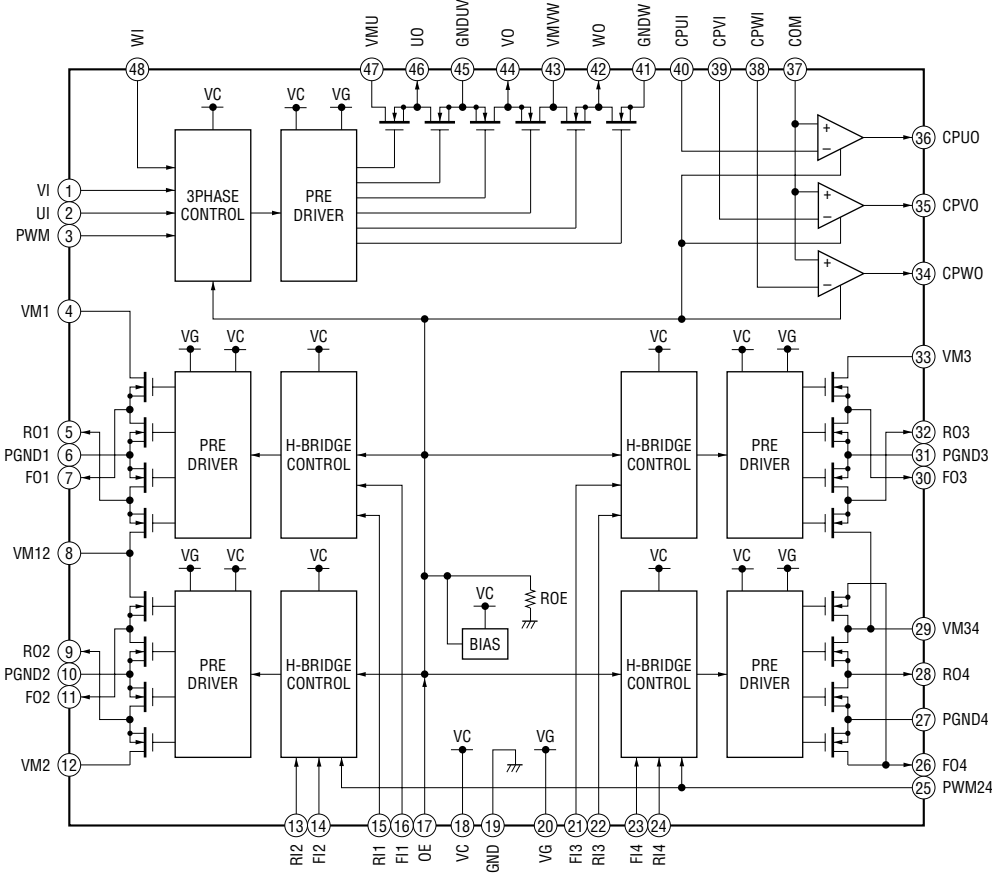 WI
VMU
UO
GNDUV
VO
VMVW
WO
GNDW
CPUI
CPVI
CPWI
COM
48
47
46
45
44
43
42
41
40
39
38
37
VC
VC
VG
3PHASE
CONTROL
PRE
DRIVER
VI 1
UI 2
PWM 3
VM1 4
+
−
36 CPUO
+
−
35 CPVO
+
−
34 CPWO
VG
VC
VC
VC
VC
VG
33 VM3
RO1 5
PGND1 6
FO1 7
PRE
DRIVER
H-BRIDGE
CONTROL
H-BRIDGE
CONTROL
PRE
DRIVER
32 RO3
31 PGND3
30 FO3
VM12 8
VG
VC
VC
VC
VC
VG
VC
ROE
BIAS
29 VM34
RO2 9
PGND2 10
FO2 11
PRE
DRIVER
H-BRIDGE
CONTROL
H-BRIDGE
CONTROL
PRE
DRIVER
28 RO4
27 PGND4
VM2 12
VC
VG
26 FO4
25 PWM24
13
14
15
16
17
18
19
20
21
22
23
24
RI2
FI2
RI1
FI1
OE
VC
GND
VG
FI3
RI3
FI4
RI4